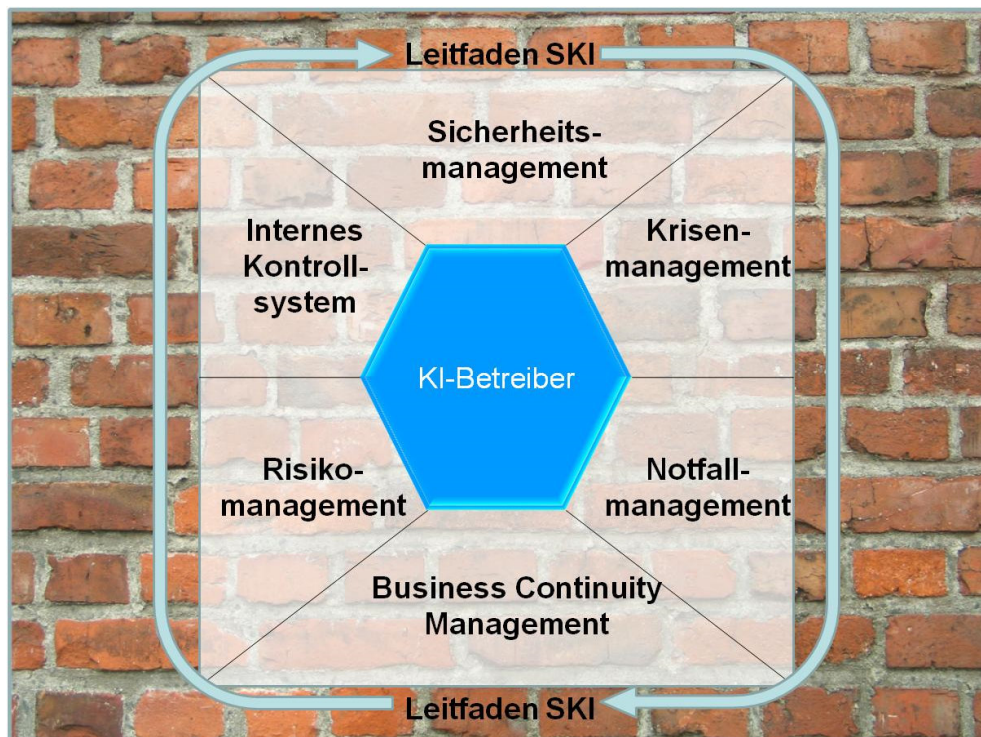 Leitfaden SKI
Sicherheits-
management
Internes
Kontroll-
system
Krisen-
management
KI-Betreiber
Risiko-
management
Notfall-
management
Business Continuity
Management
Leitfaden SKI